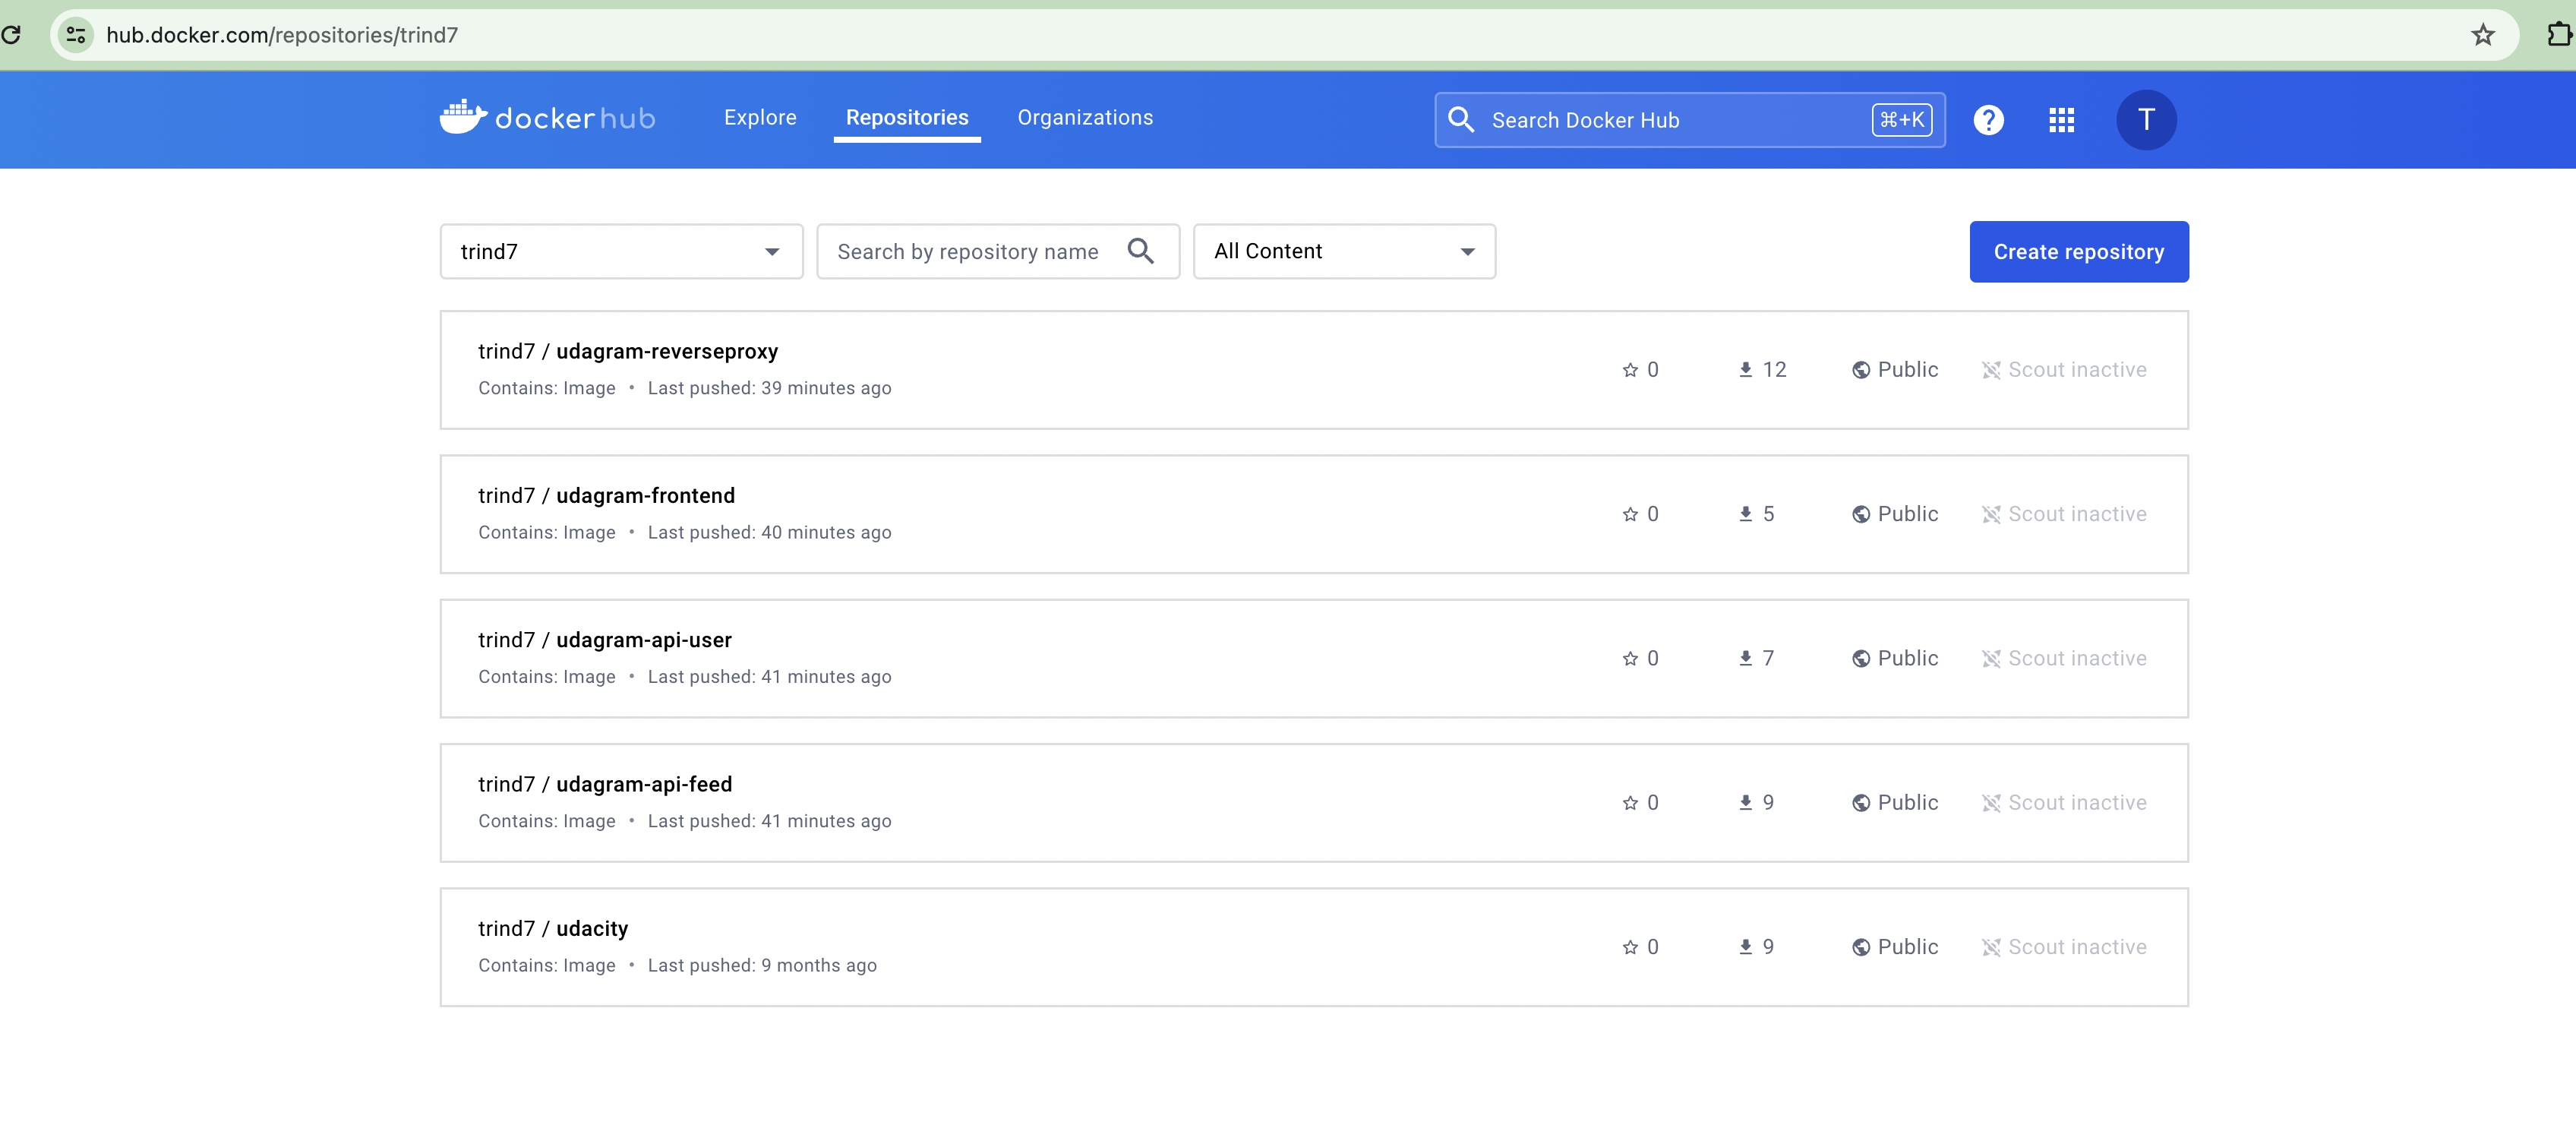 hub.docker.com/repositories/trind7
dockerhub Explore Repositories Organizations Search Docker Hub ⌘+K ? T
trind7 Search by repository name All Content Create repository
trind7 / udagram-reverseproxy
Contains: Image • Last pushed: 39 minutes ago
0 12 Public Scout inactive
trind7 / udagram-frontend
Contains: Image • Last pushed: 40 minutes ago
0 5 Public Scout inactive
trind7 / udagram-api-user
Contains: Image • Last pushed: 41 minutes ago
0 7 Public Scout inactive
trind7 / udagram-api-feed
Contains: Image • Last pushed: 41 minutes ago
0 9 Public Scout inactive
trind7 / udacity
Contains: Image • Last pushed: 9 months ago
0 9 Public Scout inactive